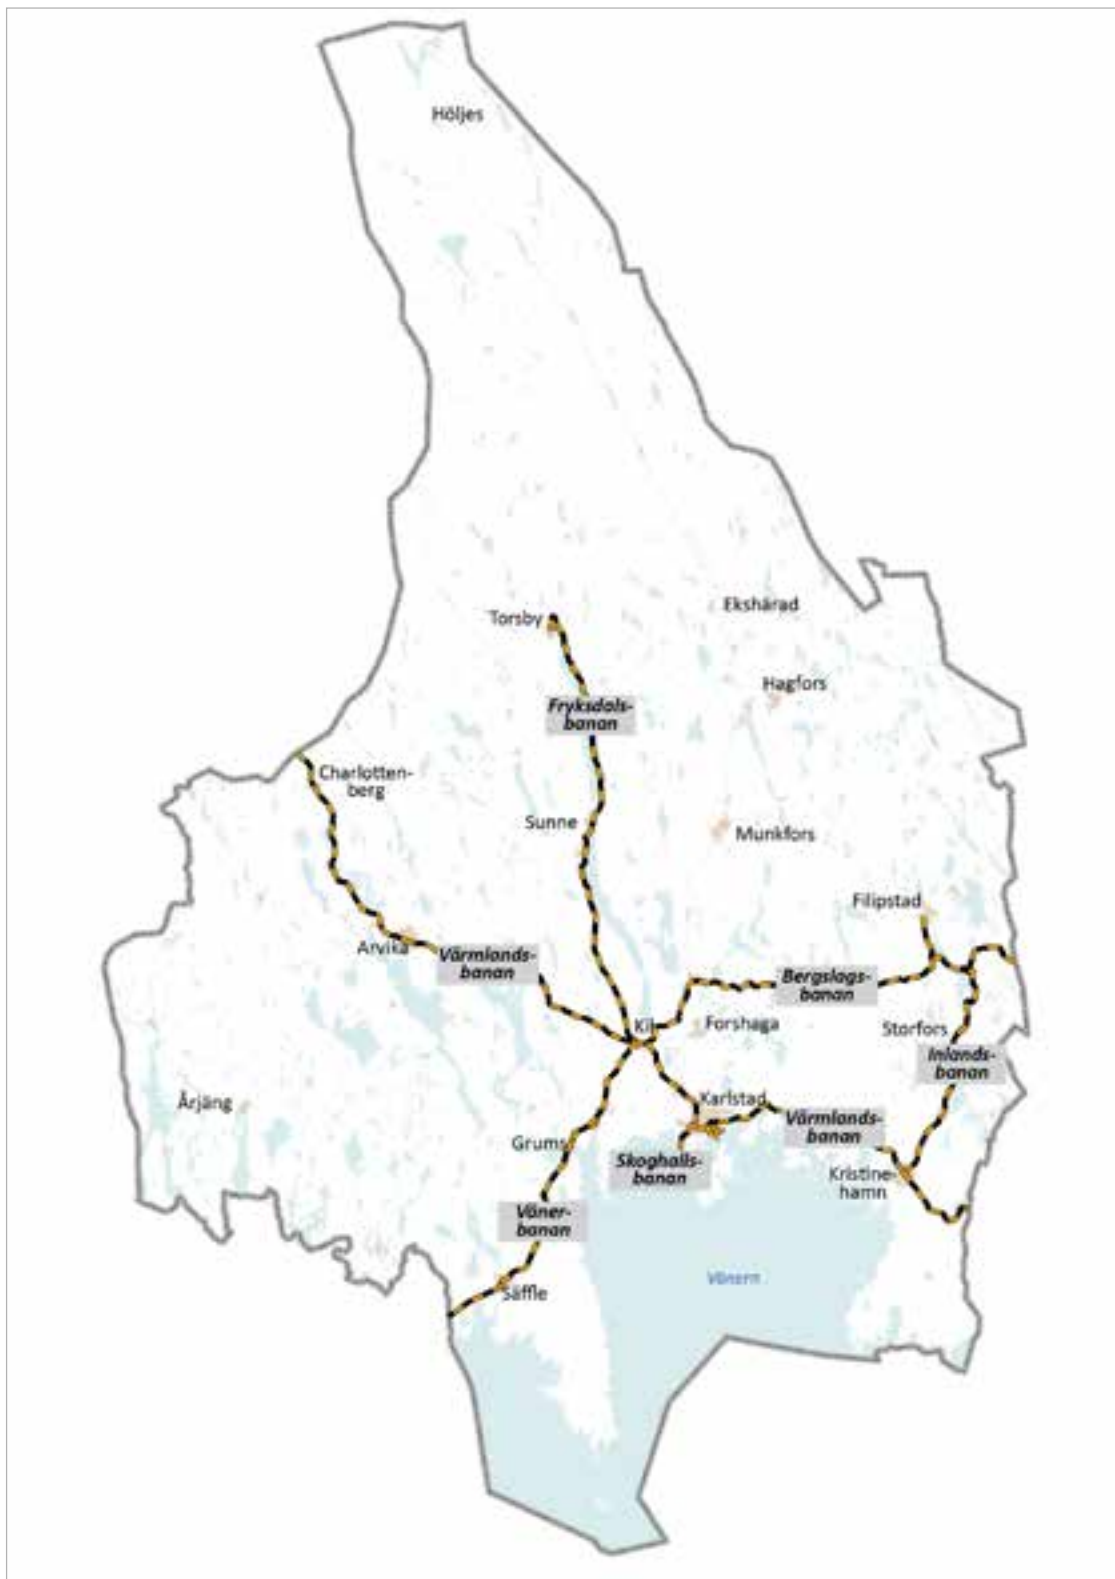 Höljes
Torsby
Ekshärad
Hagfors
Fryksdals-
banan
Charlotten-
berg
Sunne
Munkfors
Filipstad
Arvika
Värmlands-
banan
Bergslags-
banan
Kil
Forshaga
Storfors
Inlands-
banan
Årjäng
Karlstad
Värmlands-
banan
Grums
Skoghalls-
banan
Kristine-
hamn
Väner-
banan
Vänern
Säffle